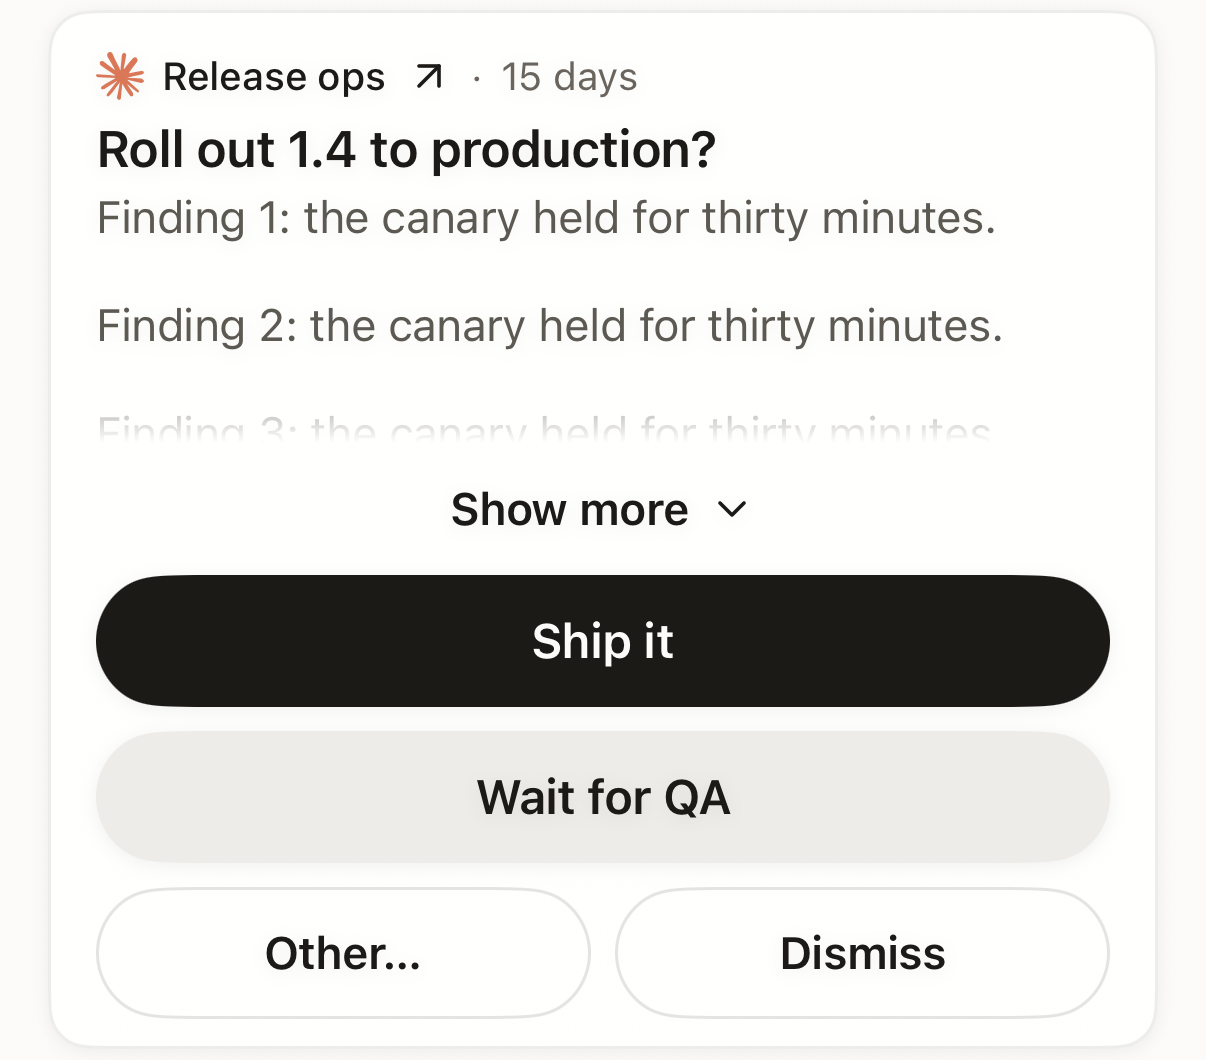 Release ops · 15 days
Roll out 1.4 to production?
Finding 1: the canary held for thirty minutes.
Finding 2: the canary held for thirty minutes.
Finding 3: the canary held for thirty minutes
Show more
Ship it
Wait for QA
Other...
Dismiss